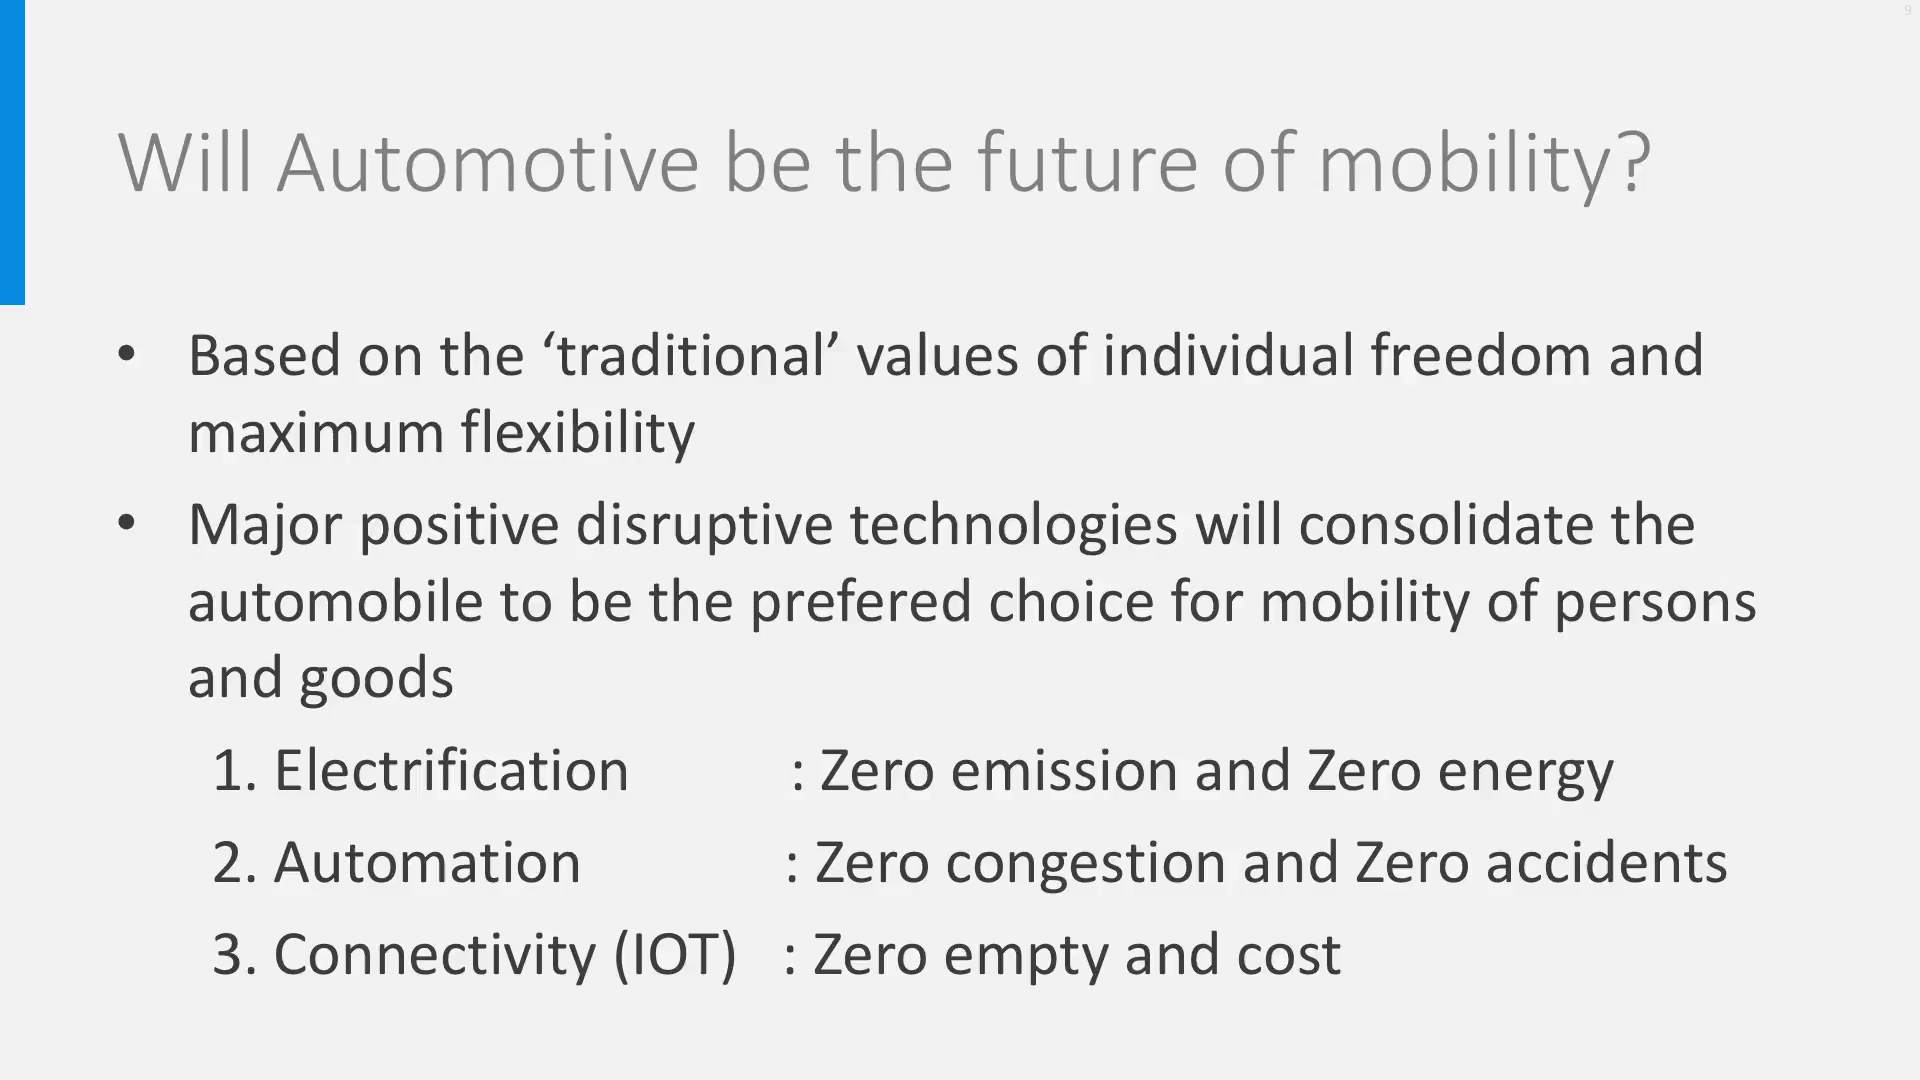 9
Will Automotive be the future of mobility?
• Based on the ‘traditional’ values of individual freedom and
maximum flexibility
• Major positive disruptive technologies will consolidate the
automobile to be the prefered choice for mobility of persons
and goods
1. Electrification : Zero emission and Zero energy
2. Automation : Zero congestion and Zero accidents
3. Connectivity (IOT) : Zero empty and cost